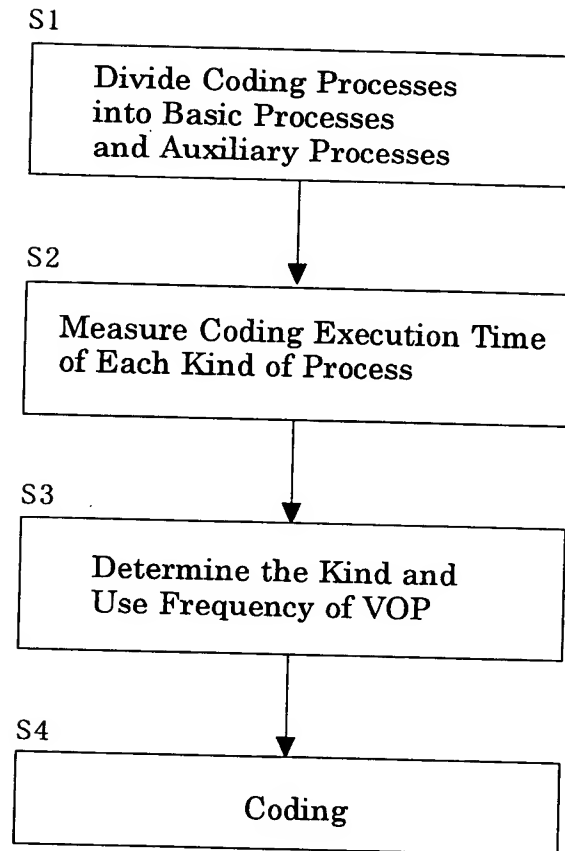 S1
Divide Coding Processes
into Basic Processes
and Auxiliary Processes
S2
Measure Coding Execution Time
of Each Kind of Process
S3
Determine the Kind and
Use Frequency of VOP
S4
Coding